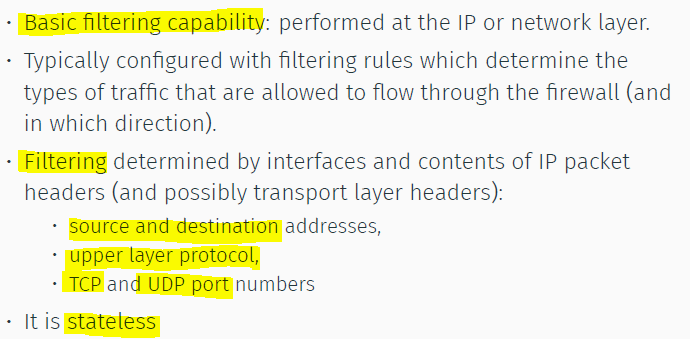 · Basic filtering capability: performed at the IP or network layer.
· Typically configured with filtering rules which determine the
types of traffic that are allowed to flow through the firewall (and
in which direction).
· Filtering determined by interfaces and contents of IP packet
headers (and possibly transport layer headers):
· source and destination addresses,
· upper layer protocol,
· TCP and UDP port numbers
· It is stateless